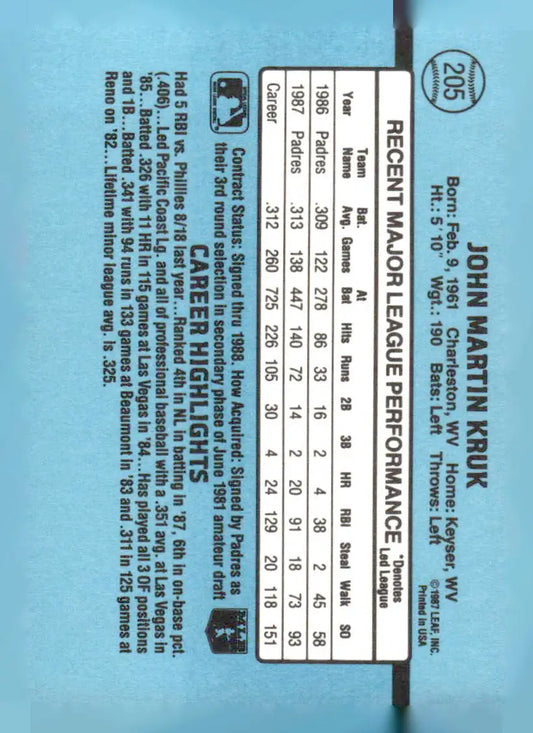 205
JOHN MARTIN KRUK
Born: Feb. 9, 1961 Charleston, WV Home: Keyser, WV
Ht.: 5' 10" Wgt.: 190 Bats: Left Throws: Left
©1987 LEAF, INC.
Printed in USA
RECENT MAJOR LEAGUE PERFORMANCE *Denotes Led League
Year Team Name Bat. Avg. Games At Bat Hits Runs 2B 3B HR RBI Steal Walk SO
1986 Padres .309 122 278 86 33 16 2 4 38 2 45 58
1987 Padres .313 138 447 140 72 14 2 20 91 18 73 93
Career .312 260 725 226 105 30 4 24 129 20 118 151
Contract Status: Signed thru 1988. How Acquired: Signed by Padres as
their 3rd round selection in secondary phase of June 1981 amateur draft
CAREER HIGHLIGHTS
Had 5 RBI vs. Phillies 8/18 last year...Ranked 4th in NL in batting in '87, 6th in on-base pct.
(.406)...Led Pacific Coast Lg. and all of professional baseball with a .351 avg. at Las Vegas in
'85...Batted .326 with 11 HR in 115 games at Las Vegas in '84...Has played all 3 OF positions
and 1B...Batted .341 with 94 runs in 133 games at Beaumont in '83 and .311 in 125 games at
Reno on '82...Lifetime minor league avg. is .325.